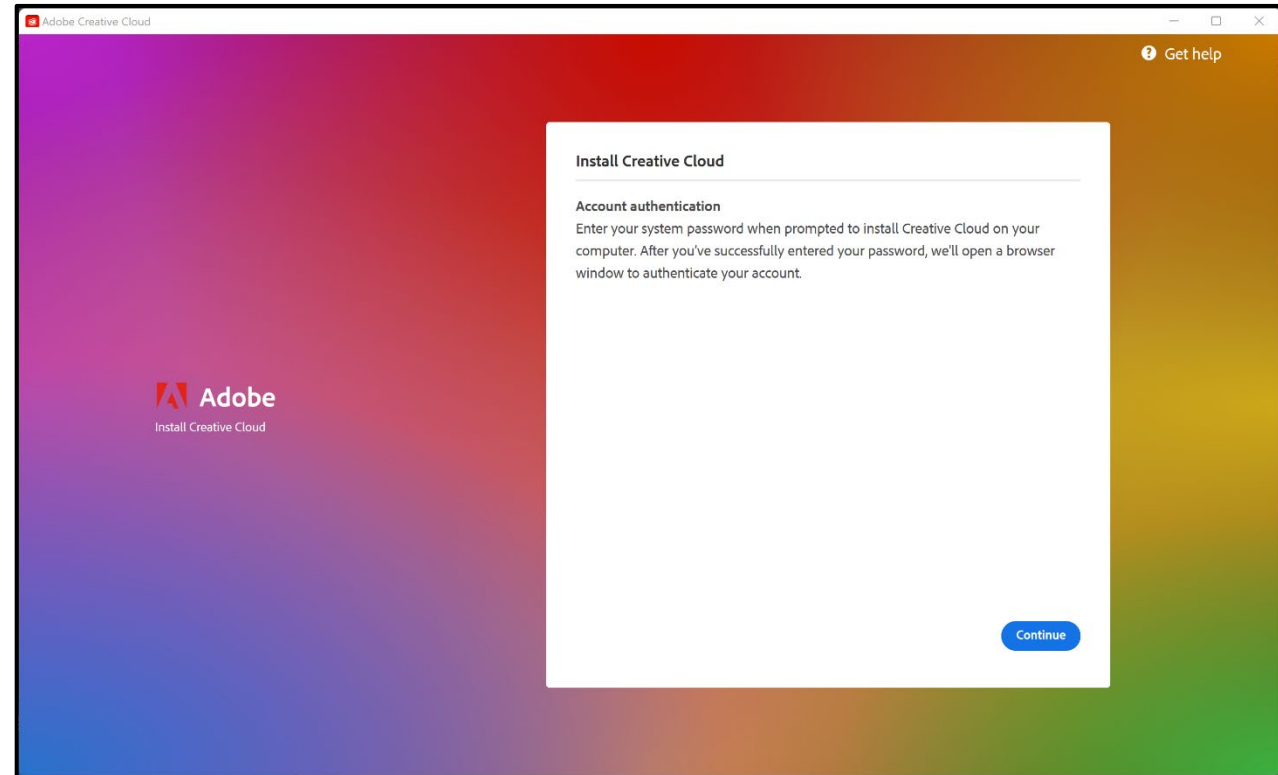 Adobe Creative Cloud
Get help
Install Creative Cloud
Account authentication
Enter your system password when prompted to install Creative Cloud on your
computer. After you've successfully entered your password, we'll open a browser
window to authenticate your account.
Adobe
Install Creative Cloud
Continue